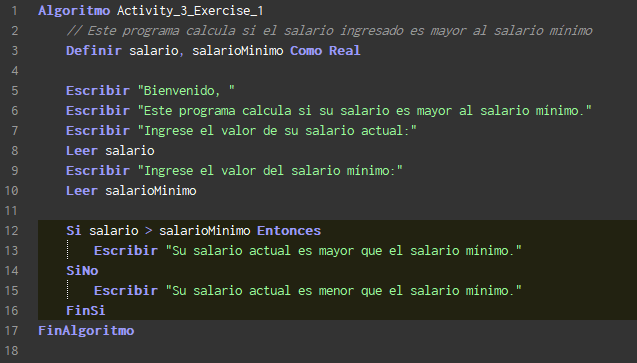 1 Algoritmo Activity_3_Exercise_1
2 // Este programa calcula si el salario ingresado es mayor al salario mínimo
3 Definir salario, salarioMinimo Como Real
4
5 Escribir "Bienvenido, "
6 Escribir "Este programa calcula si su salario es mayor al salario mínimo."
7 Escribir "Ingrese el valor de su salario actual:"
8 Leer salario
9 Escribir "Ingrese el valor del salario mínimo:"
10 Leer salarioMinimo
11
12 Si salario > salarioMinimo Entonces
13 Escribir "Su salario actual es mayor que el salario mínimo."
14 SiNo
15 Escribir "Su salario actual es menor que el salario mínimo."
16 FinSi
17 FinAlgoritmo
18